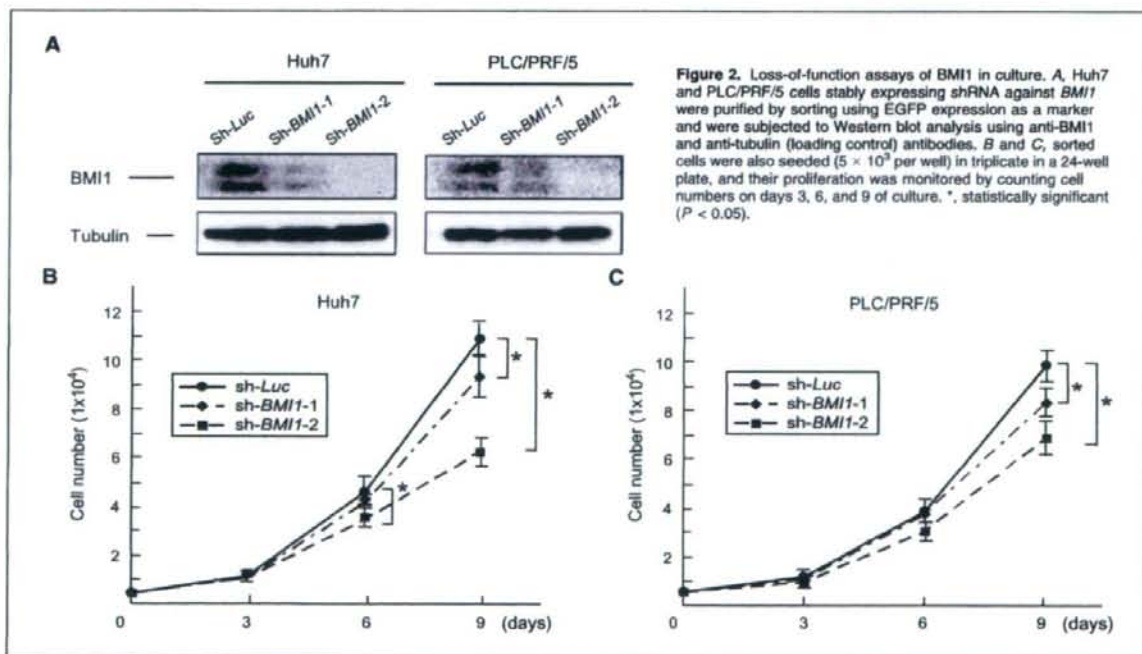 A
Huh7
PLC/PRF/5
Sh-Luc Sh-BMI1-1 Sh-BMI1-2
Sh-Luc Sh-BMI1-1 Sh-BMI1-2
BMI1
Tubulin
Figure 2. Loss-of-function assays of BMI1 in culture. A, Huh7
and PLC/PRF/5 cells stably expressing shRNA against BMI1
were purified by sorting using EGFP expression as a marker
and were subjected to Western blot analysis using anti-BMI1
and anti-tubulin (loading control) antibodies. B and C, sorted
cells were also seeded (5 × 10³ per well) in triplicate in a 24-well
plate, and their proliferation was monitored by counting cell
numbers on days 3, 6, and 9 of culture. *, statistically significant
(P < 0.05).
B
Huh7
Cell number (1x10⁴)
12
10
8
6
4
2
sh-Luc
sh-BMI1-1
sh-BMI1-2
*
*
*
0 3 6 9 (days)
C
PLC/PRF/5
Cell number (1x10⁴)
12
10
8
6
4
2
sh-Luc
sh-BMI1-1
sh-BMI1-2
*
*
0 3 6 9 (days)